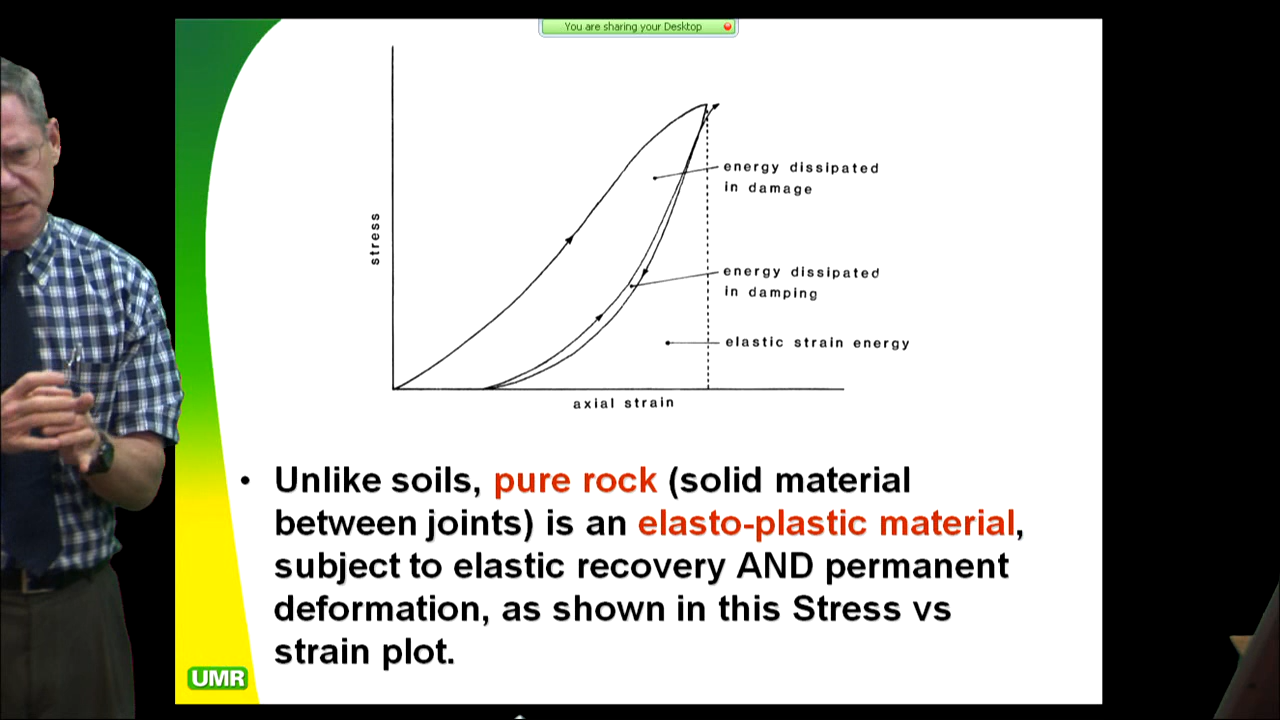 You are sharing your Desktop
energy dissipated
in damage
stress
energy dissipated
in damping
elastic strain energy
axial strain
• Unlike soils, pure rock (solid material
between joints) is an elasto-plastic material,
subject to elastic recovery AND permanent
deformation, as shown in this Stress vs
strain plot.
UMR